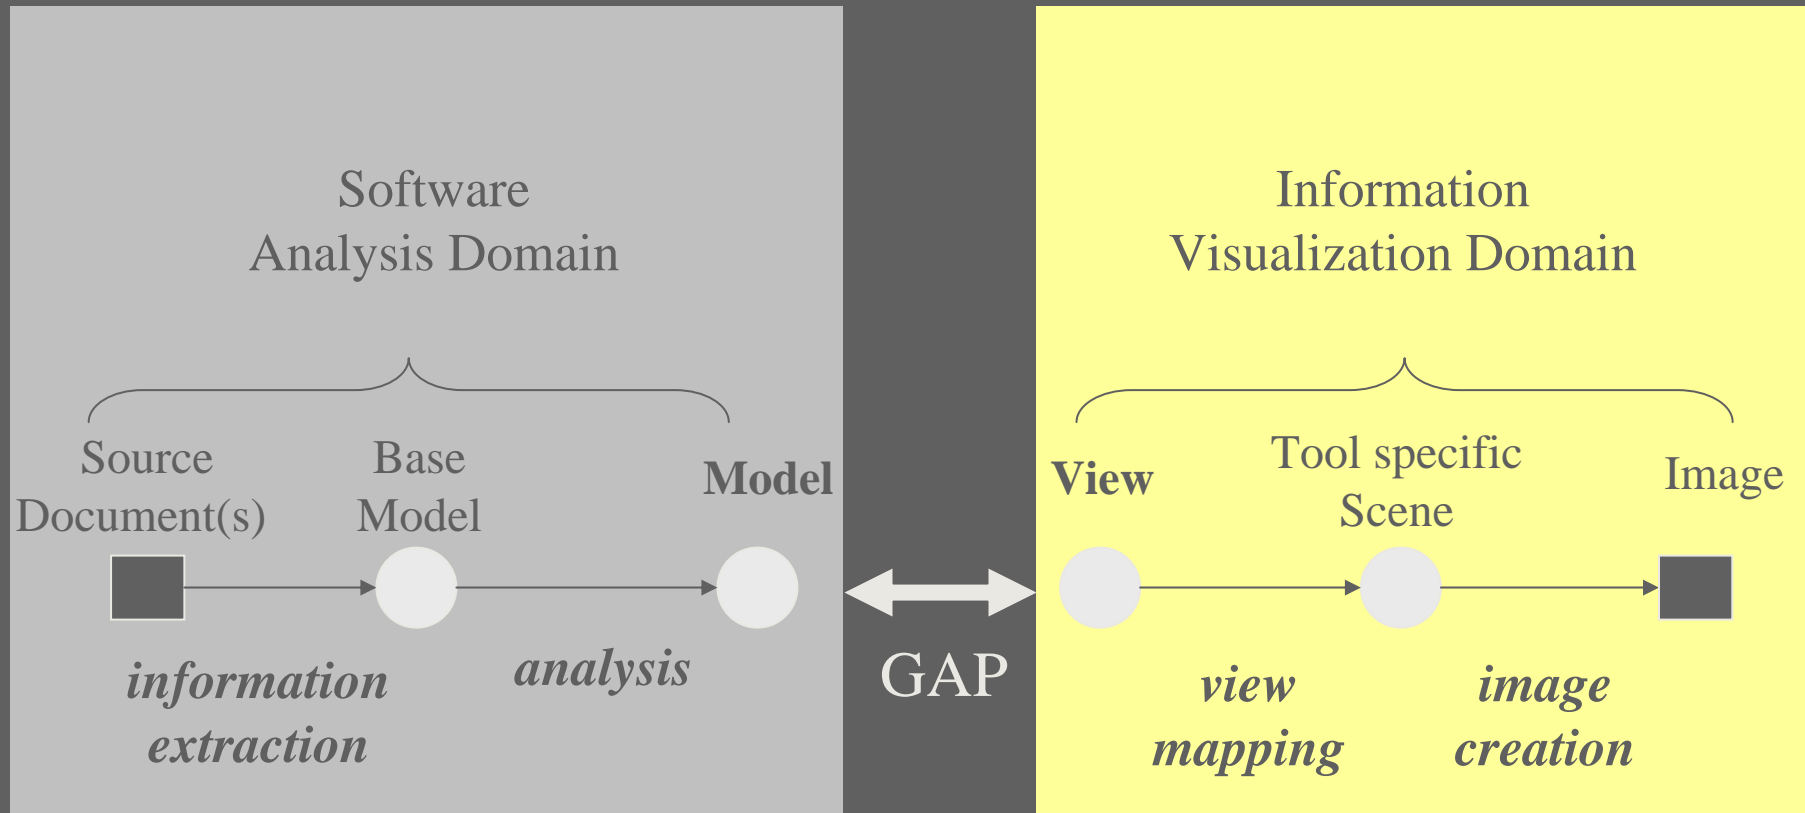 Software
Analysis Domain
Source
Document(s)
Base
Model
Model
information
extraction
analysis
GAP
Information
Visualization Domain
View
Tool specific
Scene
Image
view
mapping
image
creation